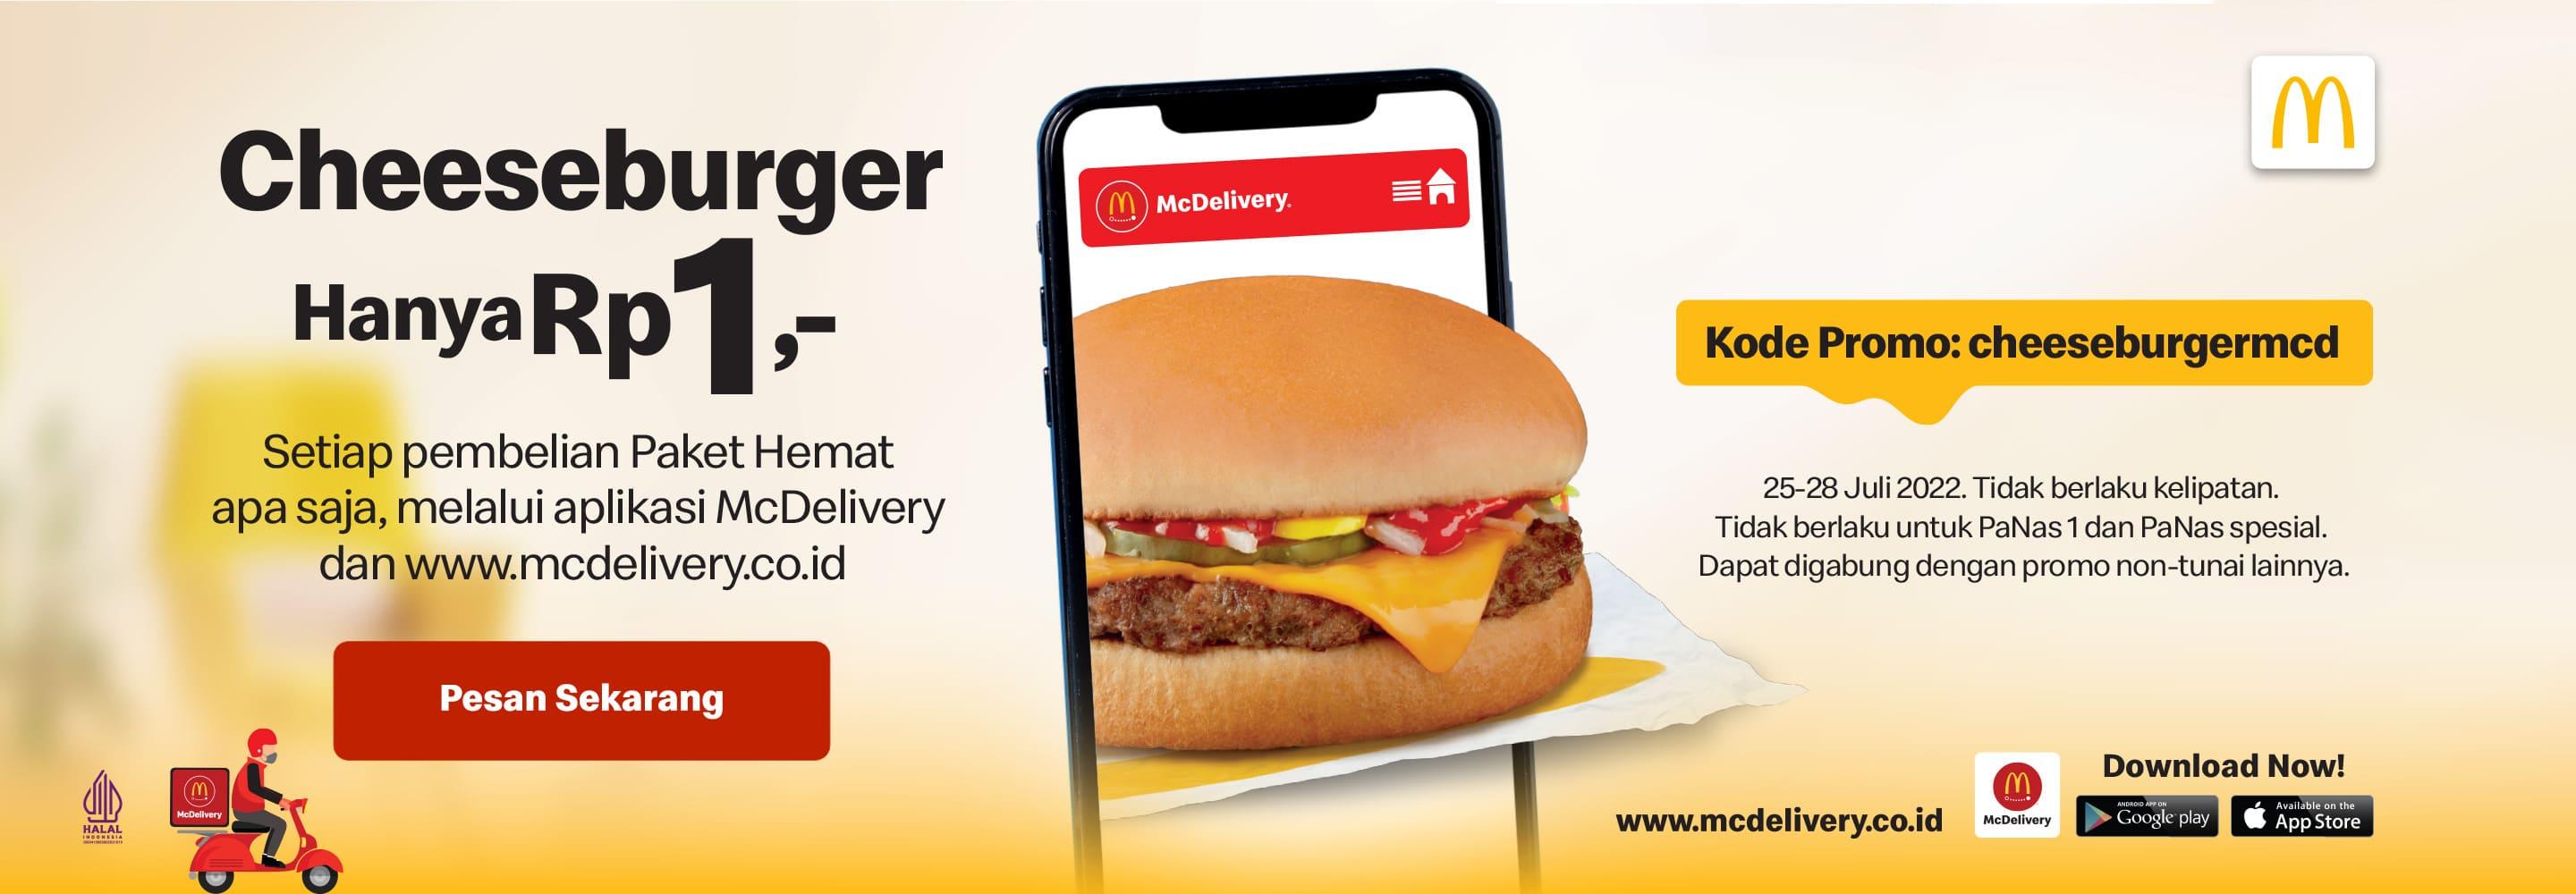 Cheeseburger
Hanya Rp1,-
Setiap pembelian Paket Hemat
apa saja, melalui aplikasi McDelivery
dan www.mcdelivery.co.id
Pesan Sekarang
HALAL
INDONESIA
McDelivery
McDelivery
Kode Promo: cheeseburgermcd
25-28 Juli 2022. Tidak berlaku kelipatan.
Tidak berlaku untuk PaNas 1 dan PaNas spesial.
Dapat digabung dengan promo non-tunai lainnya.
www.mcdelivery.co.id
McDelivery
Download Now!
ANDROID APP ON
Google play
Available on the
App Store